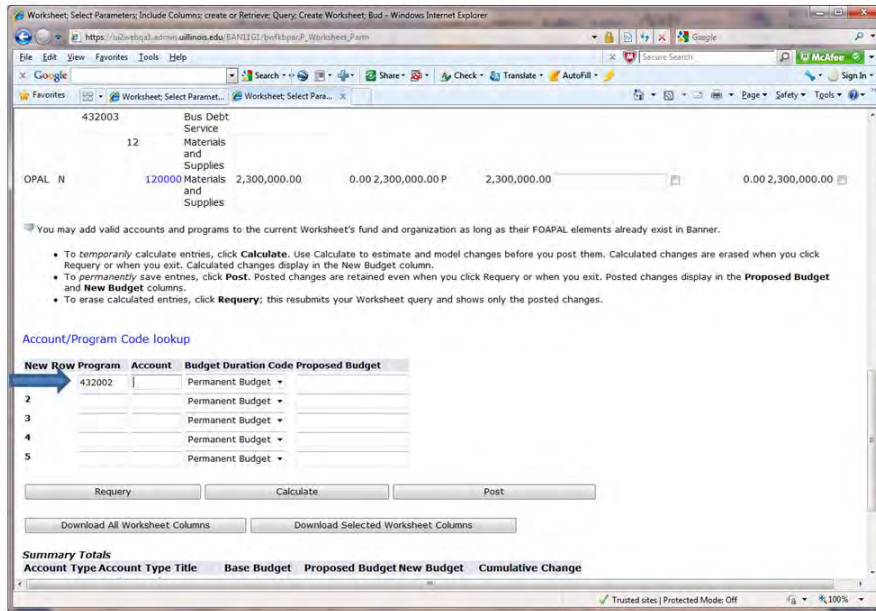 Worksheet; Select Parameters; Include Columns; create or Retrieve; Query; Create Worksheet; Bud - Windows Internet Explorer
admin.uillinois.edu/BAN11GI/bwfkbpar.P_Worksheet_Parm Google
File Edit View Favorites Tools Help Secure Search McAfee
x Google Search Share Check Translate AutoFill Sign In
Favorites Worksheet; Select Paramet... Worksheet; Select Para... x Page Safety Tools
432003 Bus Debt
Service
12 Materials
and
Supplies
OPAL N 120000 Materials 2,300,000.00 0.00 2,300,000.00 P 2,300,000.00 0.00 2,300,000.00
and
Supplies
You may add valid accounts and programs to the current Worksheet's fund and organization as long as their FOAPAL elements already exist in Banner.
• To temporarily calculate entries, click Calculate. Use Calculate to estimate and model changes before you post them. Calculated changes are erased when you click
Requery or when you exit. Calculated changes display in the New Budget column.
• To permanently save entries, click Post. Posted changes are retained even when you click Requery or when you exit. Posted changes display in the Proposed Budget
and New Budget columns.
• To erase calculated entries, click Requery; this resubmits your Worksheet query and shows only the posted changes.
Account/Program Code lookup
New Row Program Account Budget Duration Code Proposed Budget
432002 Permanent Budget
2 Permanent Budget
3 Permanent Budget
4 Permanent Budget
5 Permanent Budget
Requery Calculate Post
Download All Worksheet Columns Download Selected Worksheet Columns
Summary Totals
Account Type Account Type Title Base Budget Proposed Budget New Budget Cumulative Change
Trusted sites | Protected Mode: Off 100%